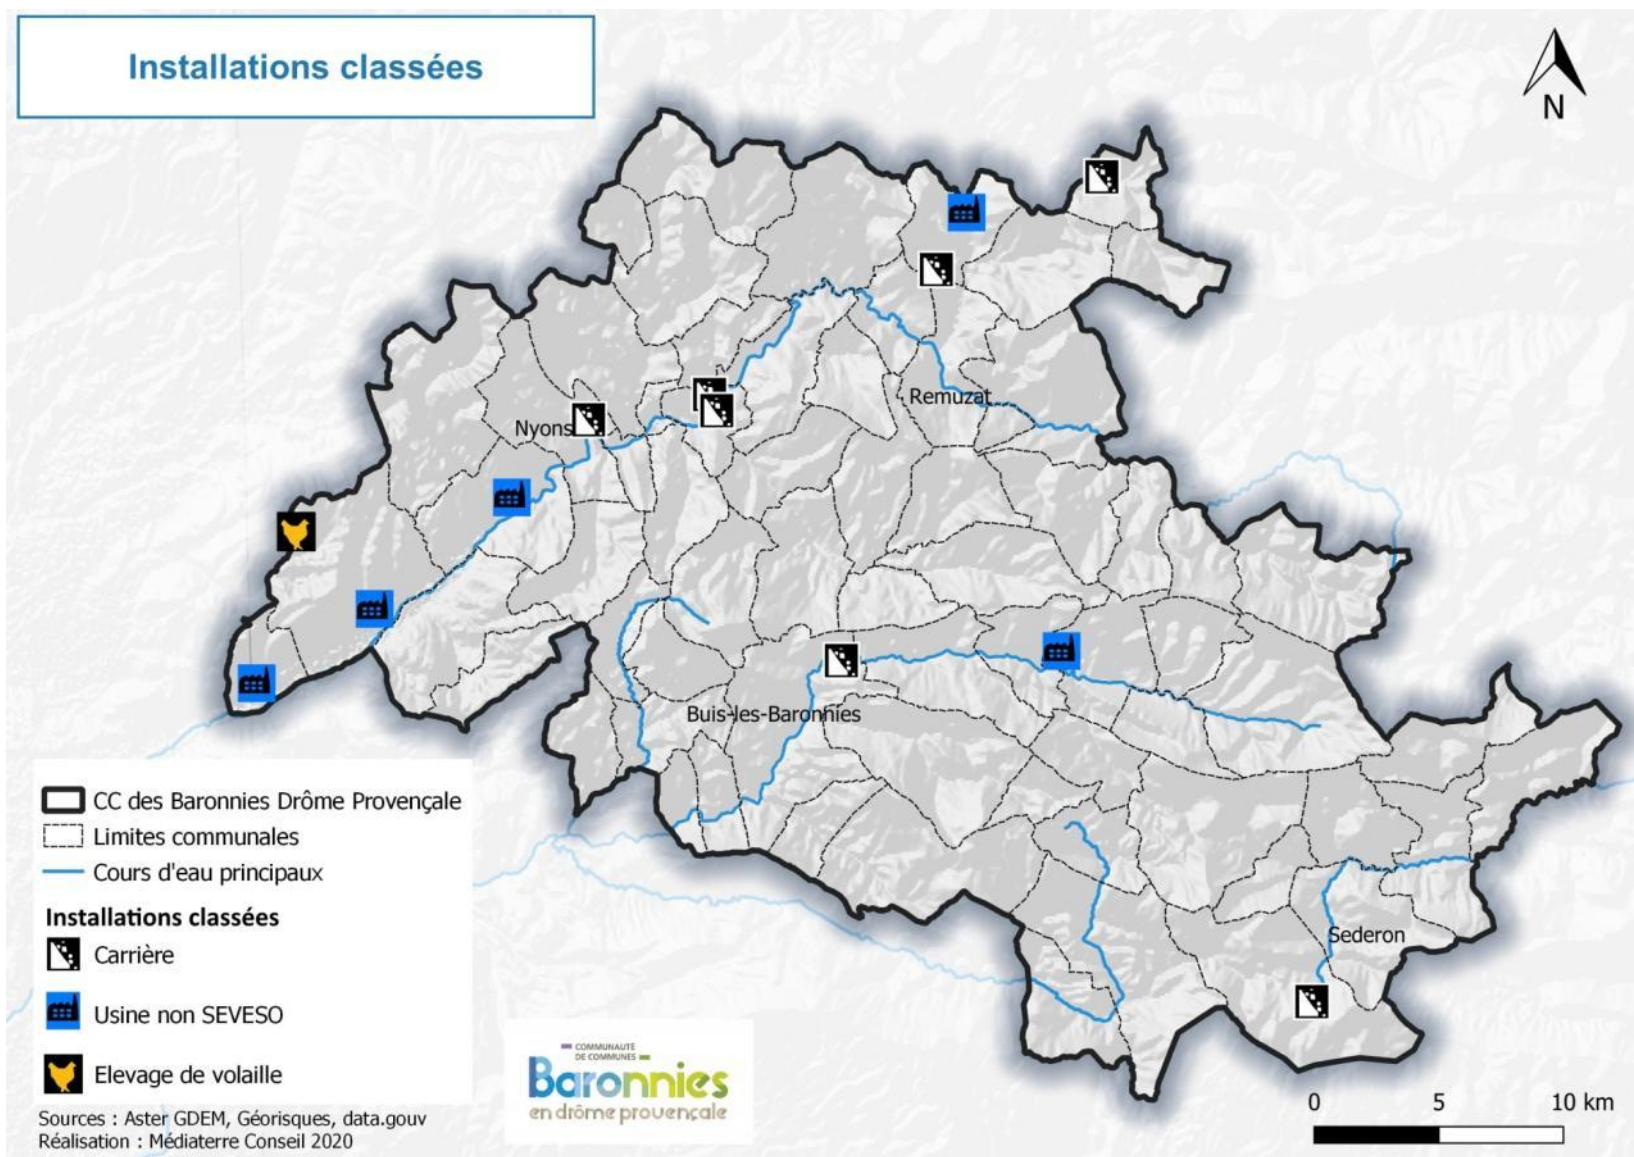 Installations classées
N
Remuzat
Nyons
Buis-les-Baronnies
Sederon
CC des Baronnies Drôme Provençale
Limites communales
Cours d'eau principaux
Installations classées
Carrière
Usine non SEVESO
Elevage de volaille
Sources : Aster GDEM, Géorisques, data.gouv
Réalisation : Médiaterre Conseil 2020
COMMUNAUTÉ
DE COMMUNES
Baronnies
en drôme provençale
0 5 10 km